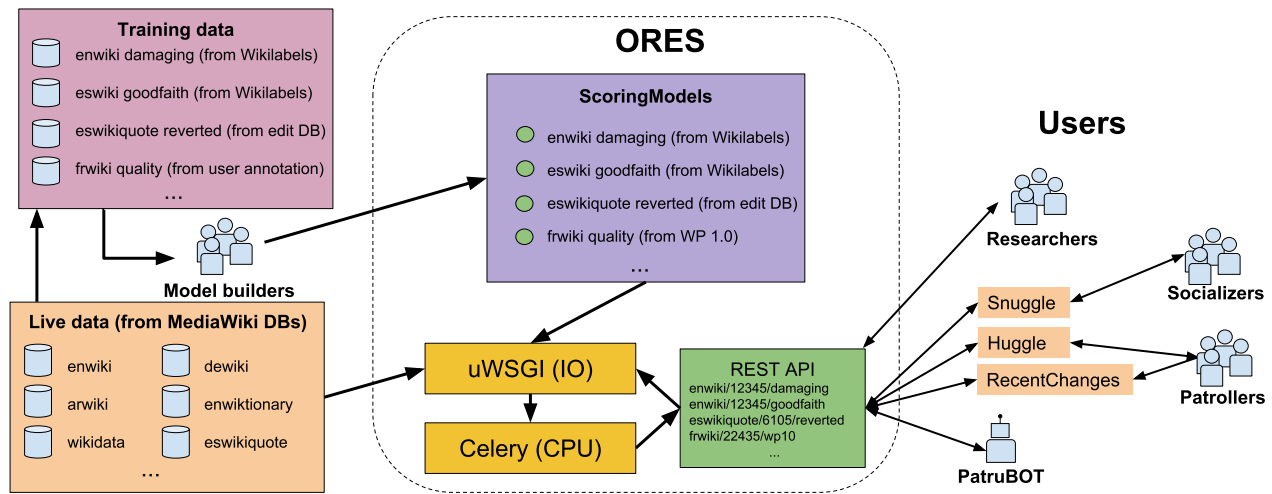 Training data
enwiki damaging (from Wikilabels)
eswiki goodfaith (from Wikilabels)
eswikiquote reverted (from edit DB)
frwiki quality (from user annotation)
...
Model builders
Live data (from MediaWiki DBs)
enwiki
dewiki
arwiki
enwiktionary
wikidata
eswikiquote
...
ORES
ScoringModels
enwiki damaging (from Wikilabels)
eswiki goodfaith (from Wikilabels)
eswikiquote reverted (from edit DB)
frwiki quality (from WP 1.0)
...
uWSGI (IO)
Celery (CPU)
REST API
enwiki/12345/damaging
enwiki/12345/goodfaith
eswikiquote/6105/reverted
frwiki/22435/wp10
...
Users
Researchers
Snuggle
Socializers
Huggle
RecentChanges
Patrollers
PatruBOT